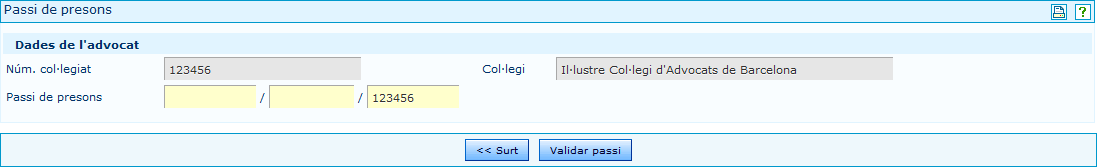 Passi de presons ?
Dades de l'advocat
Núm. col·legiat 123456 Col·legi Il·lustre Col·legi d'Advocats de Barcelona
Passi de presons / / 123456
<< Surt Validar passi